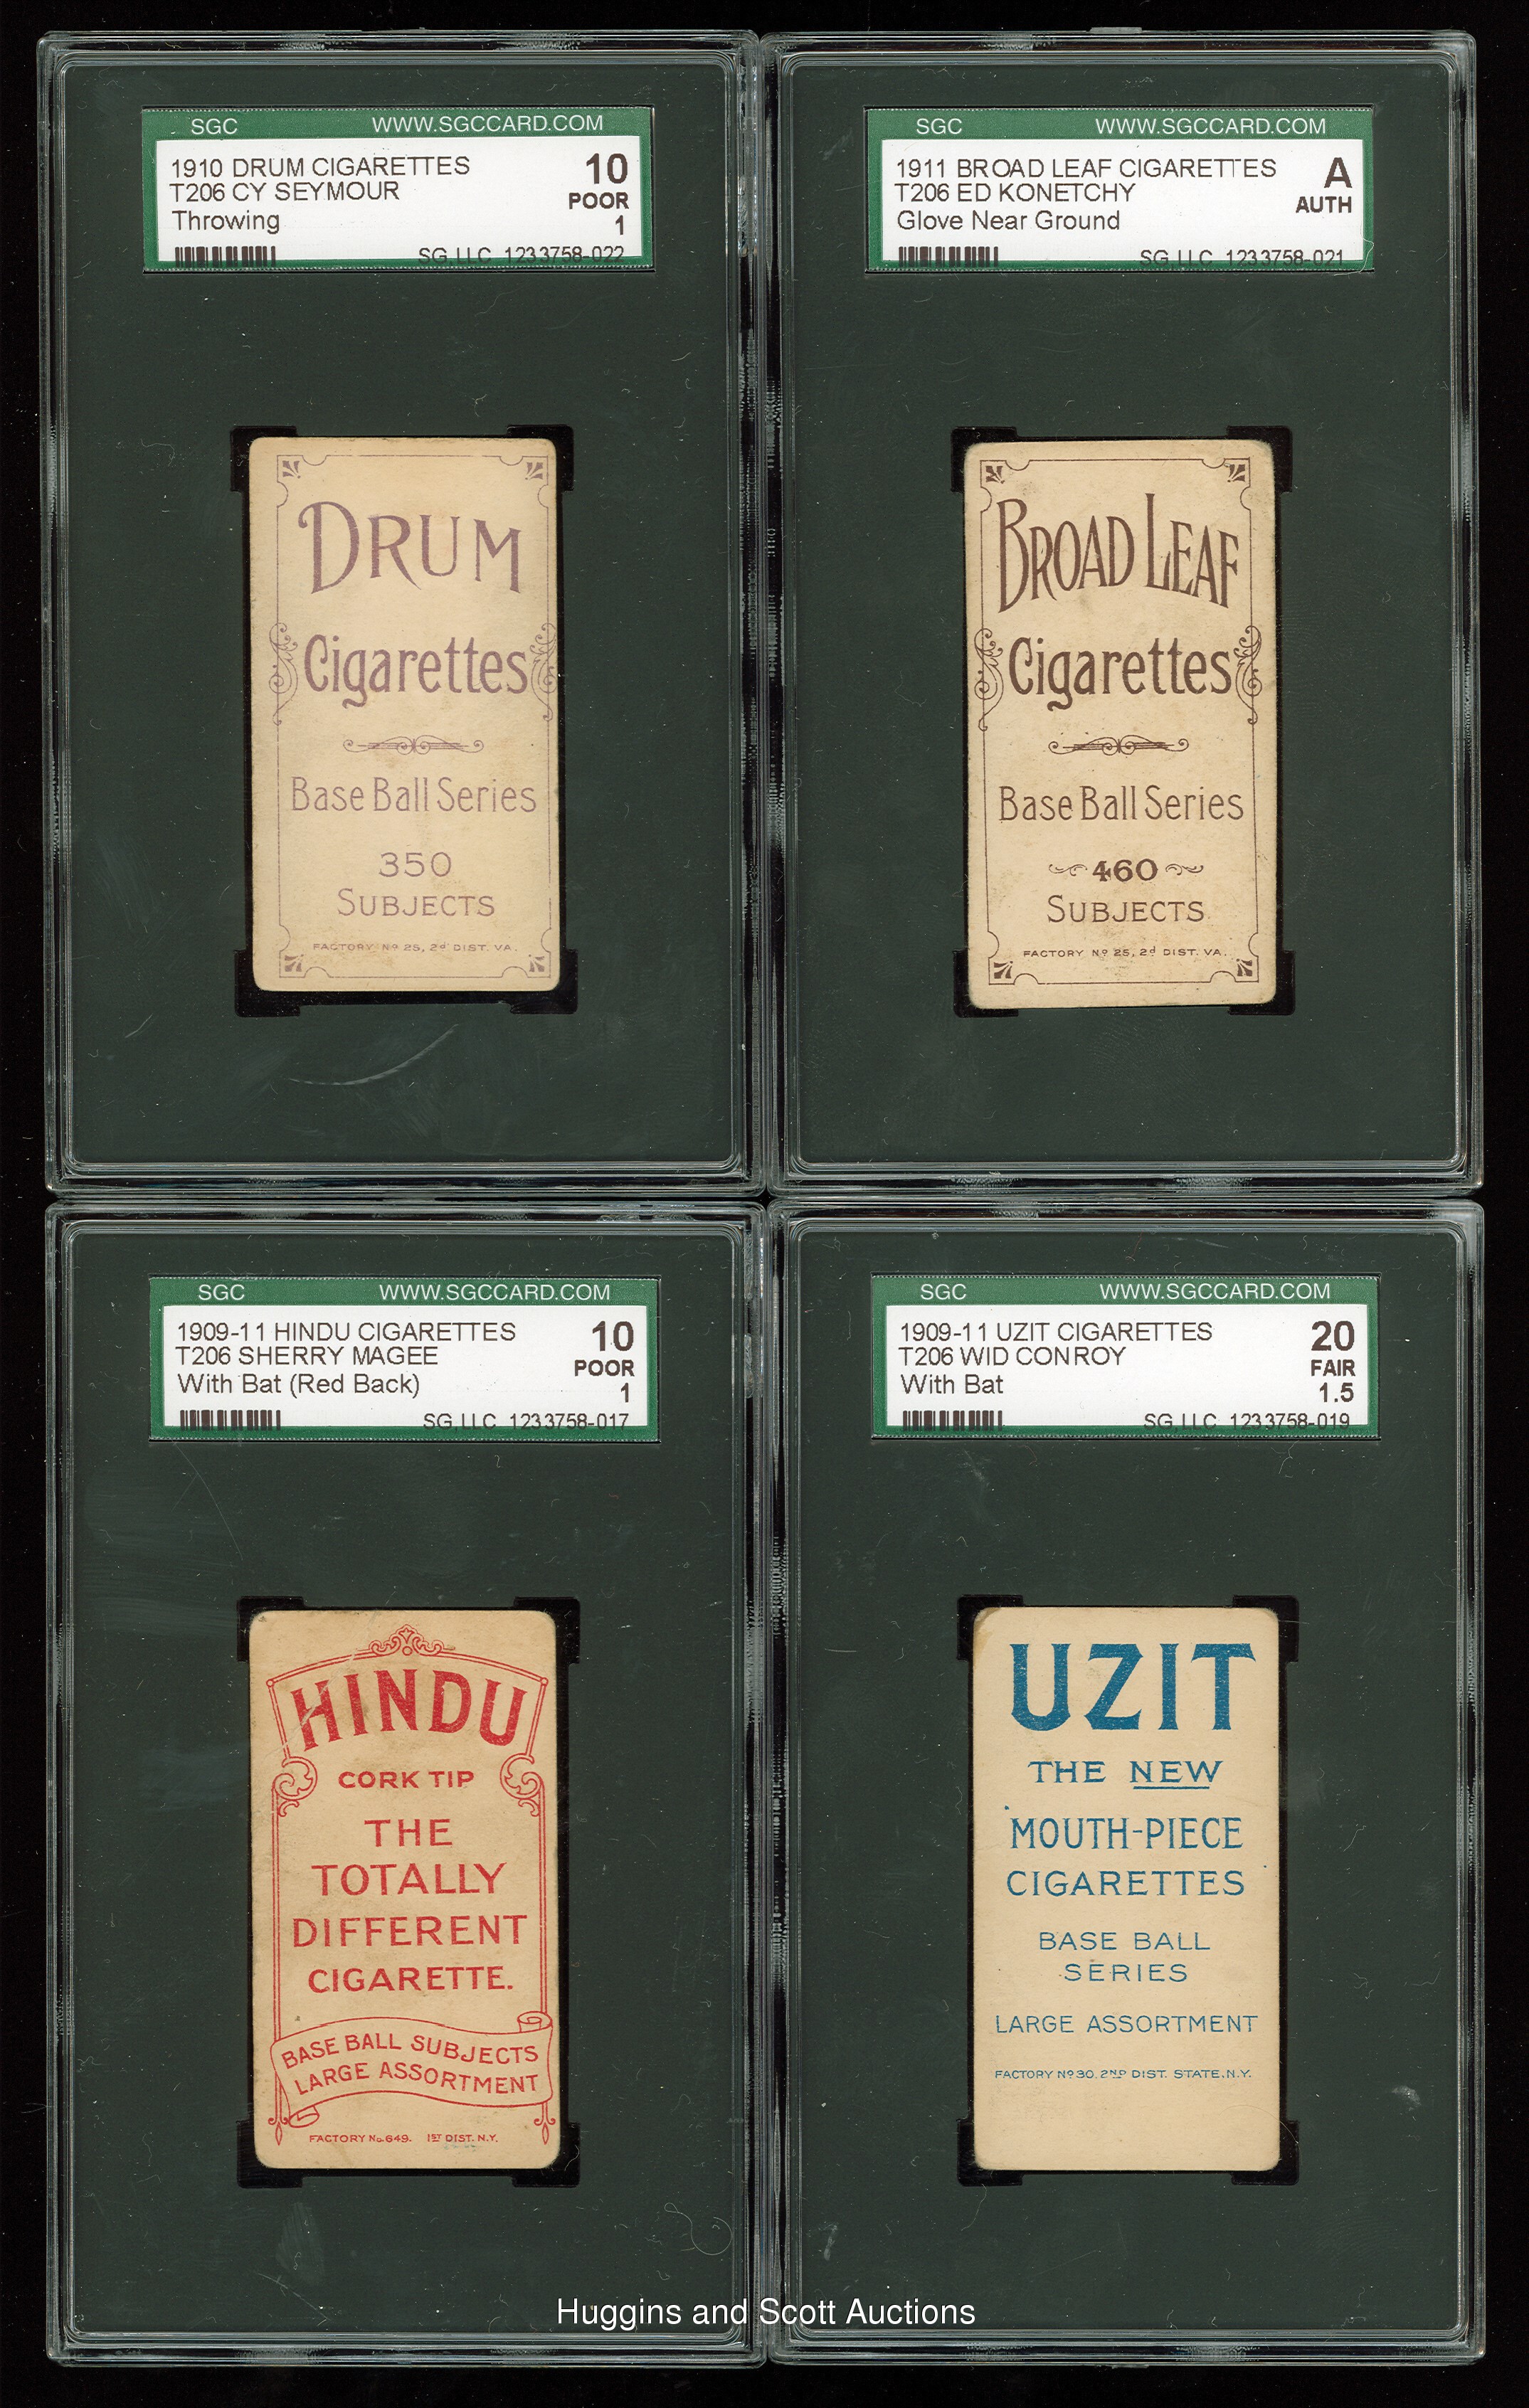 SGC WWW.SGCCARD.COM
1910 DRUM CIGARETTES 10
T206 CY SEYMOUR POOR
Throwing 1
SG,LLC 1233758-022
DRUM
Cigarettes
Base Ball Series
350
SUBJECTS
FACTORY Nº 25, 2d DIST. VA.
SGC WWW.SGCCARD.COM
1911 BROAD LEAF CIGARETTES A
T206 ED KONETCHY AUTH
Glove Near Ground
SG,LLC 1233758-021
BROAD LEAF
Cigarettes
Base Ball Series
460
SUBJECTS
FACTORY Nº 25, 2d DIST. VA.
SGC WWW.SGCCARD.COM
1909-11 HINDU CIGARETTES 10
T206 SHERRY MAGEE POOR
With Bat (Red Back) 1
SG,LLC 1233758-017
HINDU
CORK TIP
THE
TOTALLY
DIFFERENT
CIGARETTE.
BASE BALL SUBJECTS
LARGE ASSORTMENT
FACTORY No. 649. 1ST DIST. N.Y.
SGC WWW.SGCCARD.COM
1909-11 UZIT CIGARETTES 20
T206 WID CONROY FAIR
With Bat 1.5
SG,LLC 1233758-019
UZIT
THE NEW
MOUTH-PIECE
CIGARETTES
BASE BALL
SERIES
LARGE ASSORTMENT
FACTORY Nº 30. 2ND DIST. STATE. N.Y.
Huggins and Scott Auctions